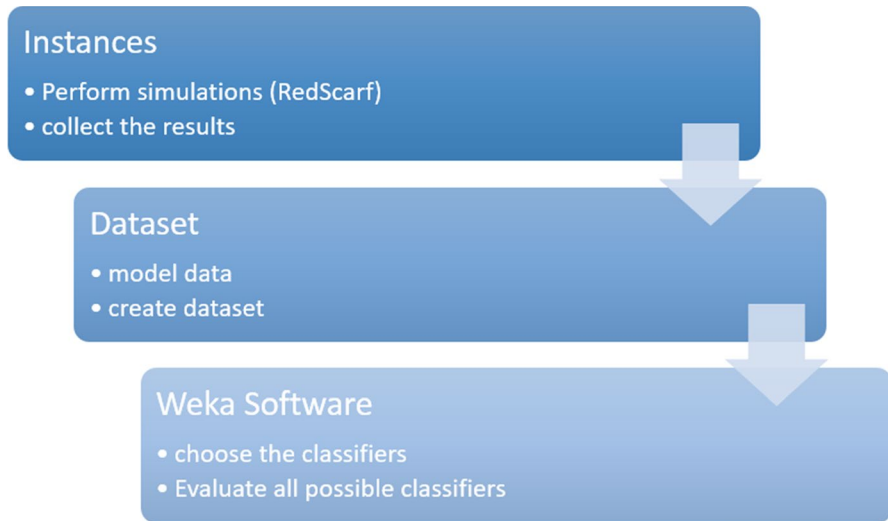 Instances
• Perform simulations (RedScarf)
• collect the results
Dataset
• model data
• create dataset
Weka Software
• choose the classifiers
• Evaluate all possible classifiers